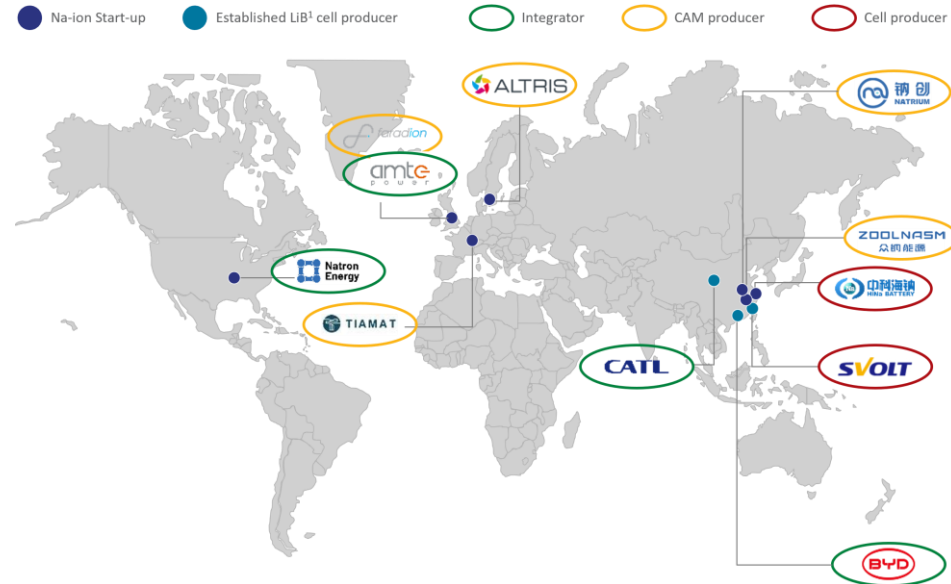 Na-ion Start-up
Established LiB¹ cell producer
Integrator
CAM producer
Cell producer
ALTRIS
钠创
NATRIUM
faradion
amte
power
ZOOLNASM
众钠能源
Natron
Energy
中科海钠
HiNa BATTERY
TIAMAT
CATL
SVOLT
BYD